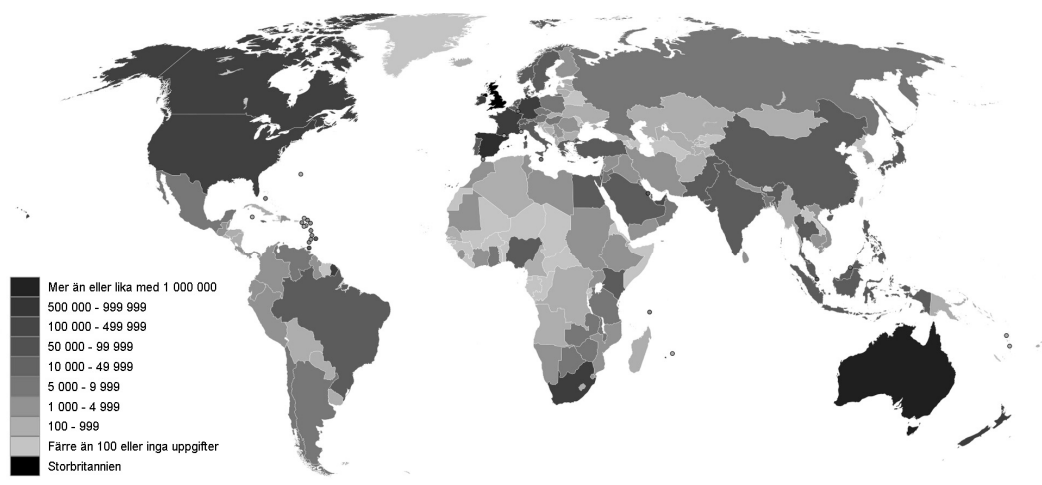 Mer än eller lika med 1 000 000
500 000 - 999 999
100 000 - 499 999
50 000 - 99 999
10 000 - 49 999
5 000 - 9 999
1 000 - 4 999
100 - 999
Färre än 100 eller inga uppgifter
Storbritannien